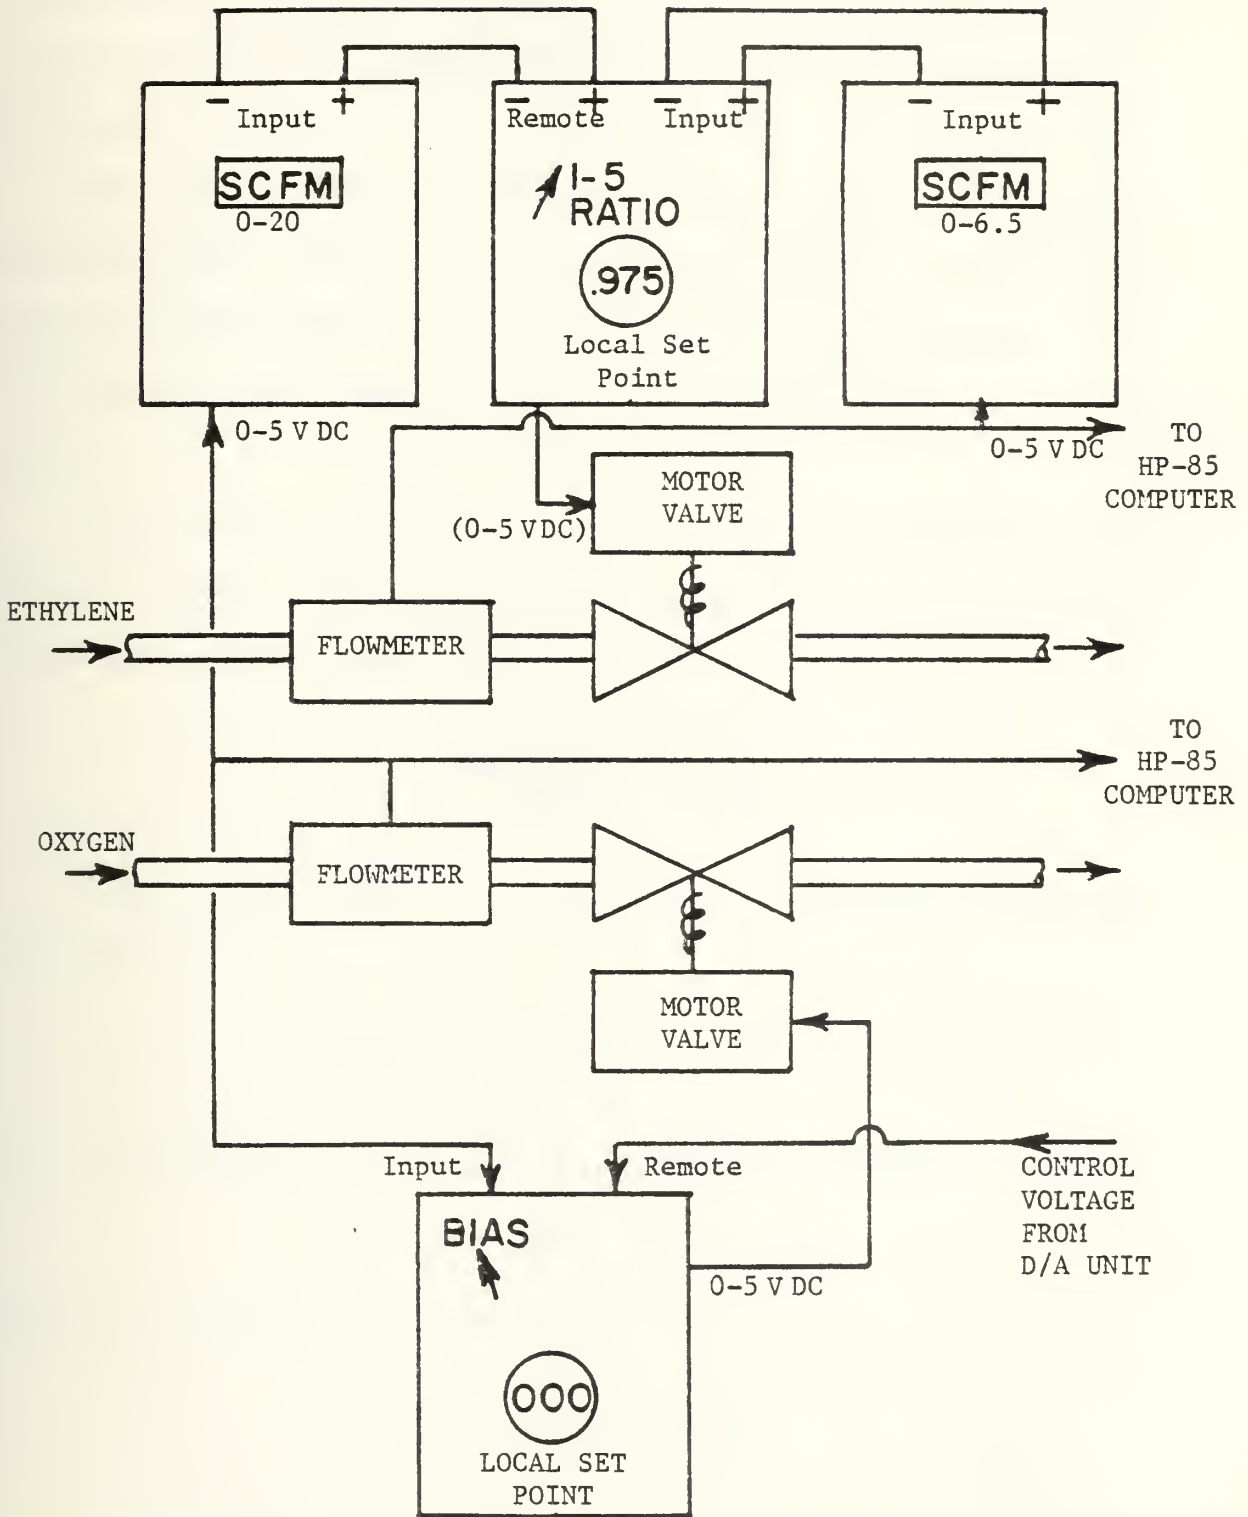 - Input +
- Remote + - Input +
- Input +
SCFM
0-20
1-5
RATIO
.975
Local Set
Point
SCFM
0-6.5
0-5 V DC
0-5 V DC
TO
HP-85
COMPUTER
MOTOR
VALVE
(0-5 VDC)
ETHYLENE
FLOWMETER
TO
HP-85
COMPUTER
OXYGEN
FLOWMETER
MOTOR
VALVE
Input
Remote
CONTROL
VOLTAGE
FROM
D/A UNIT
BIAS
0-5 V DC
000
LOCAL SET
POINT